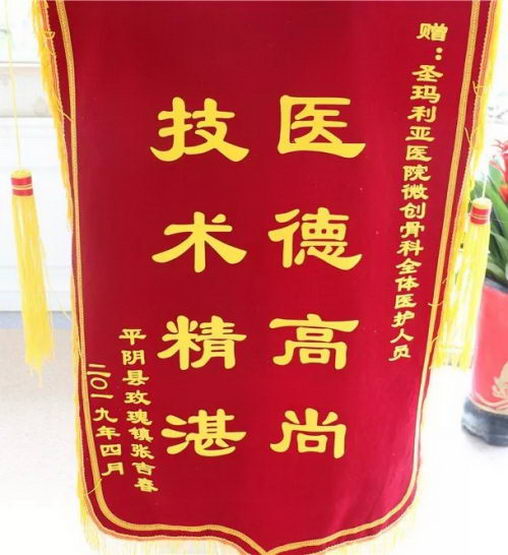 赠：圣玛利亚医院微创骨科全体医护人员
医德高尚
技术精湛
平阴县玫瑰镇张吉春
二〇一九年四月